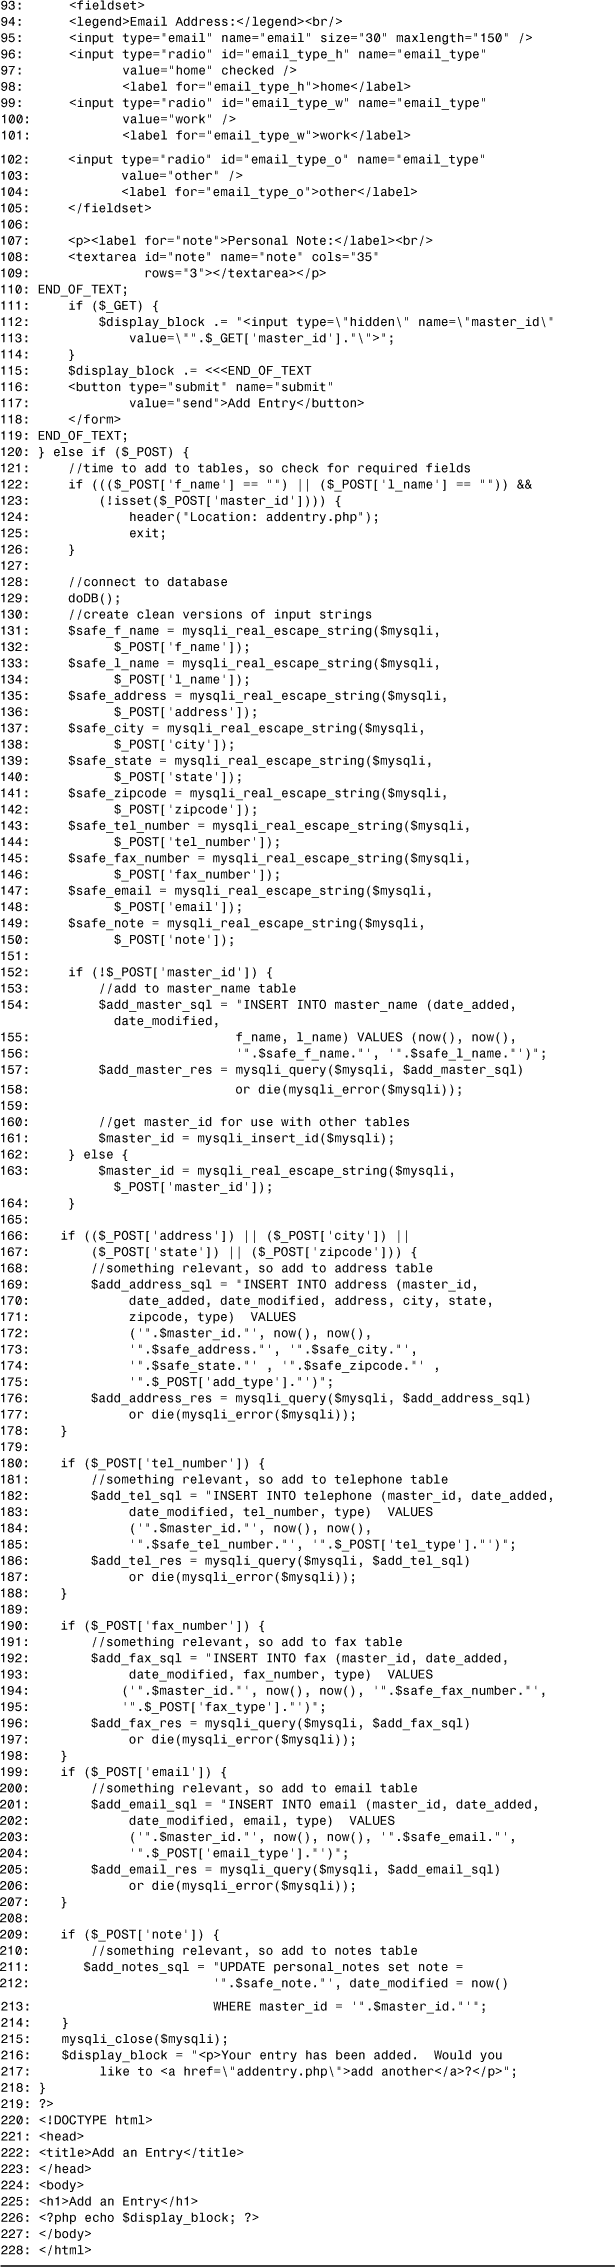 93:     <fieldset>
94:     <legend>Email Address:</legend><br/>
95:     <input type="email" name="email" size="30" maxlength="150" />
96:     <input type="radio" id="email_type_h" name="email_type"
97:            value="home" checked />
98:            <label for="email_type_h">home</label>
99:     <input type="radio" id="email_type_w" name="email_type"
100:            value="work" />
101:            <label for="email_type_w">work</label>
102:     <input type="radio" id="email_type_o" name="email_type"
103:            value="other" />
104:            <label for="email_type_o">other</label>
105:     </fieldset>
106:
107:     <p><label for="note">Personal Note:</label><br/>
108:     <textarea id="note" name="note" cols="35"
109:               rows="3"></textarea></p>
110: END_OF_TEXT;
111:     if ($_GET) {
112:         $display_block .= "<input type=\"hidden\" name=\"master_id\"
113:             value=\"".$_GET['master_id']."\">";
114:     }
115:     $display_block .= <<<END_OF_TEXT
116:     <button type="submit" name="submit"
117:             value="send">Add Entry</button>
118:     </form>
119: END_OF_TEXT;
120: } else if ($_POST) {
121:     //time to add to tables, so check for required fields
122:     if ((($_POST['f_name'] == "") || ($_POST['l_name'] == "")) &&
123:         (!isset($_POST['master_id']))) {
124:             header("Location: addentry.php");
125:             exit;
126:     }
127:
128:     //connect to database
129:     doDB();
130:     //create clean versions of input strings
131:     $safe_f_name = mysqli_real_escape_string($mysqli,
132:           $_POST['f_name']);
133:     $safe_l_name = mysqli_real_escape_string($mysqli,
134:           $_POST['l_name']);
135:     $safe_address = mysqli_real_escape_string($mysqli,
136:           $_POST['address']);
137:     $safe_city = mysqli_real_escape_string($mysqli,
138:           $_POST['city']);
139:     $safe_state = mysqli_real_escape_string($mysqli,
140:           $_POST['state']);
141:     $safe_zipcode = mysqli_real_escape_string($mysqli,
142:           $_POST['zipcode']);
143:     $safe_tel_number = mysqli_real_escape_string($mysqli,
144:           $_POST['tel_number']);
145:     $safe_fax_number = mysqli_real_escape_string($mysqli,
146:           $_POST['fax_number']);
147:     $safe_email = mysqli_real_escape_string($mysqli,
148:           $_POST['email']);
149:     $safe_note = mysqli_real_escape_string($mysqli,
150:           $_POST['note']);
151:
152:     if (!$_POST['master_id']) {
153:         //add to master_name table
154:         $add_master_sql = "INSERT INTO master_name (date_added,
           date_modified,
155:                           f_name, l_name) VALUES (now(), now(),
156:                           '".$safe_f_name."', '".$safe_l_name."')";
157:         $add_master_res = mysqli_query($mysqli, $add_master_sql)
158:                           or die(mysqli_error($mysqli));
159:
160:         //get master_id for use with other tables
161:         $master_id = mysqli_insert_id($mysqli);
162:     } else {
163:         $master_id = mysqli_real_escape_string($mysqli,
           $_POST['master_id']);
164:     }
165:
166:    if (($_POST['address']) || ($_POST['city']) ||
167:        ($_POST['state']) || ($_POST['zipcode'])) {
168:        //something relevant, so add to address table
169:        $add_address_sql = "INSERT INTO address (master_id,
170:             date_added, date_modified, address, city, state,
171:             zipcode, type)  VALUES
172:             ('".$master_id."', now(), now(),
173:             '".$safe_address."', '".$safe_city."',
174:             '".$safe_state."' , '".$safe_zipcode."' ,
175:             '".$_POST['add_type']."')";
176:        $add_address_res = mysqli_query($mysqli, $add_address_sql)
177:             or die(mysqli_error($mysqli));
178:    }
179:
180:    if ($_POST['tel_number']) {
181:        //something relevant, so add to telephone table
182:        $add_tel_sql = "INSERT INTO telephone (master_id, date_added,
183:             date_modified, tel_number, type)  VALUES
184:             ('".$master_id."', now(), now(),
185:             '".$safe_tel_number."', '".$_POST['tel_type']."')";
186:        $add_tel_res = mysqli_query($mysqli, $add_tel_sql)
187:             or die(mysqli_error($mysqli));
188:    }
189:
190:    if ($_POST['fax_number']) {
191:        //something relevant, so add to fax table
192:        $add_fax_sql = "INSERT INTO fax (master_id, date_added,
193:             date_modified, fax_number, type)  VALUES
194:            ('".$master_id."', now(), now(), '".$safe_fax_number."',
195:            '".$_POST['fax_type']."')";
196:        $add_fax_res = mysqli_query($mysqli, $add_fax_sql)
197:             or die(mysqli_error($mysqli));
198:    }
199:    if ($_POST['email']) {
200:        //something relevant, so add to email table
201:        $add_email_sql = "INSERT INTO email (master_id, date_added,
202:             date_modified, email, type)  VALUES
203:             ('".$master_id."', now(), now(), '".$safe_email."',
204:             '".$_POST['email_type']."')";
205:        $add_email_res = mysqli_query($mysqli, $add_email_sql)
206:             or die(mysqli_error($mysqli));
207:    }
208:
209:    if ($_POST['note']) {
210:        //something relevant, so add to notes table
211:       $add_notes_sql = "UPDATE personal_notes set note =
212:                        '".$safe_note."', date_modified = now()
213:                        WHERE master_id = '".$master_id."'";
214:    }
215:    mysqli_close($mysqli);
216:    $display_block = "<p>Your entry has been added.  Would you
217:         like to <a href=\"addentry.php\">add another</a>?</p>";
218: }
219: ?>
220: <!DOCTYPE html>
221: <head>
222: <title>Add an Entry</title>
223: </head>
224: <body>
225: <h1>Add an Entry</h1>
226: <?php echo $display_block; ?>
227: </body>
228: </html>